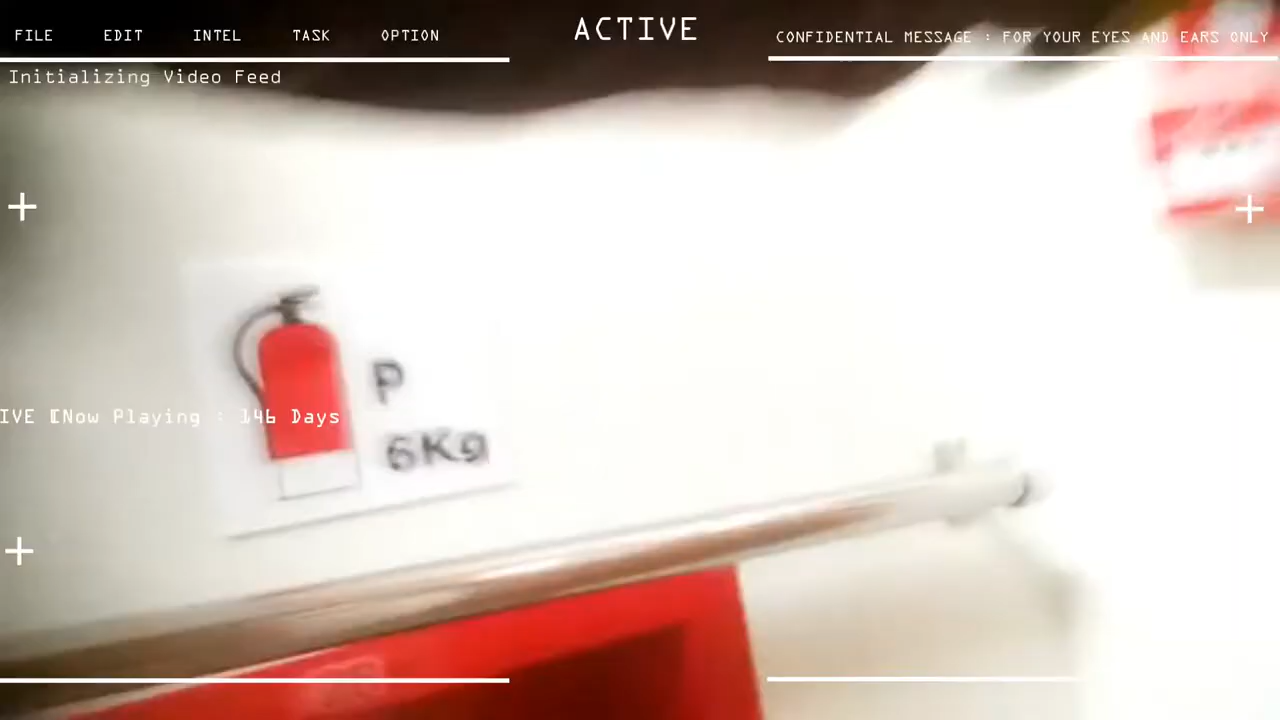 FILE EDIT INTEL TASK OPTION
ACTIVE
CONFIDENTIAL MESSAGE : FOR YOUR EYES AND EARS ONLY
Initializing Video Feed
P
6Kg
IVE Now Playing : 146 Days